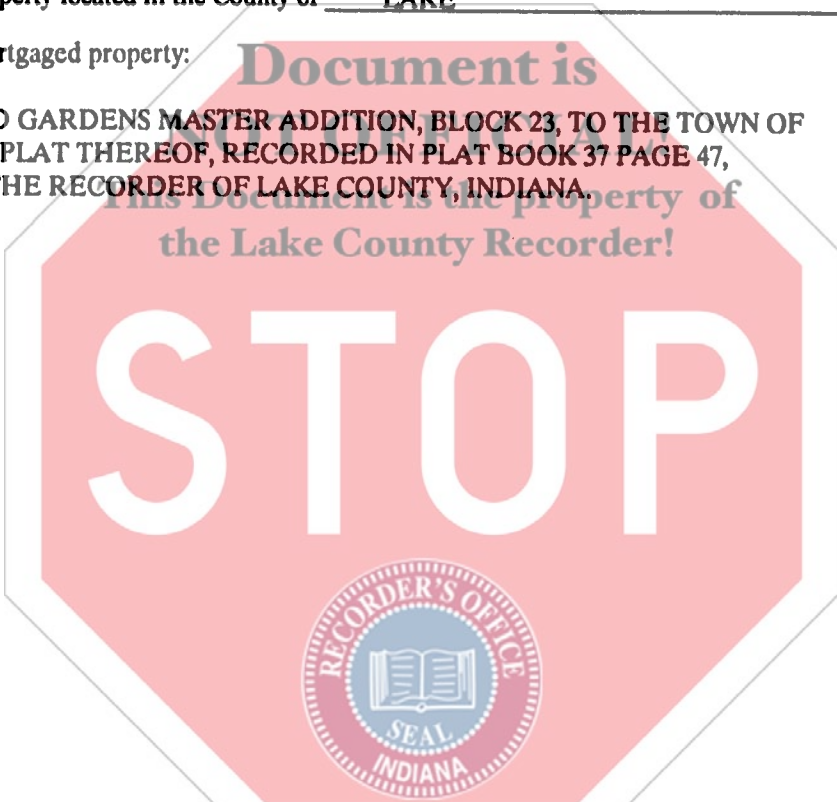 perty located in the County of LAKE
rtgaged property:
Document is
NOT OFFICIAL!
O GARDENS MASTER ADDITION, BLOCK 23, TO THE TOWN OF
PLAT THEREOF, RECORDED IN PLAT BOOK 37 PAGE 47,
HE RECORDER OF LAKE COUNTY, INDIANA.
This Document is the property of
the Lake County Recorder!
STOP
RECORDER'S OFFICE
SEAL
INDIANA